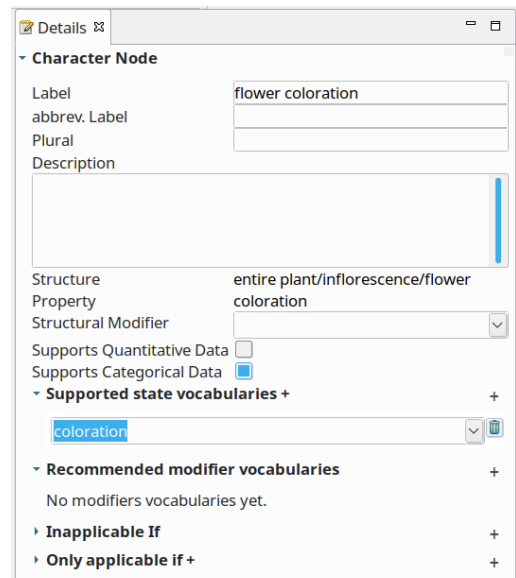 Details
Character Node
Label flower coloration
abbrev. Label
Plural
Description
Structure entire plant/inflorescence/flower
Property coloration
Structural Modifier
Supports Quantitative Data
Supports Categorical Data
Supported state vocabularies + +
coloration
Recommended modifier vocabularies +
No modifiers vocabularies yet.
Inapplicable If +
Only applicable if + +